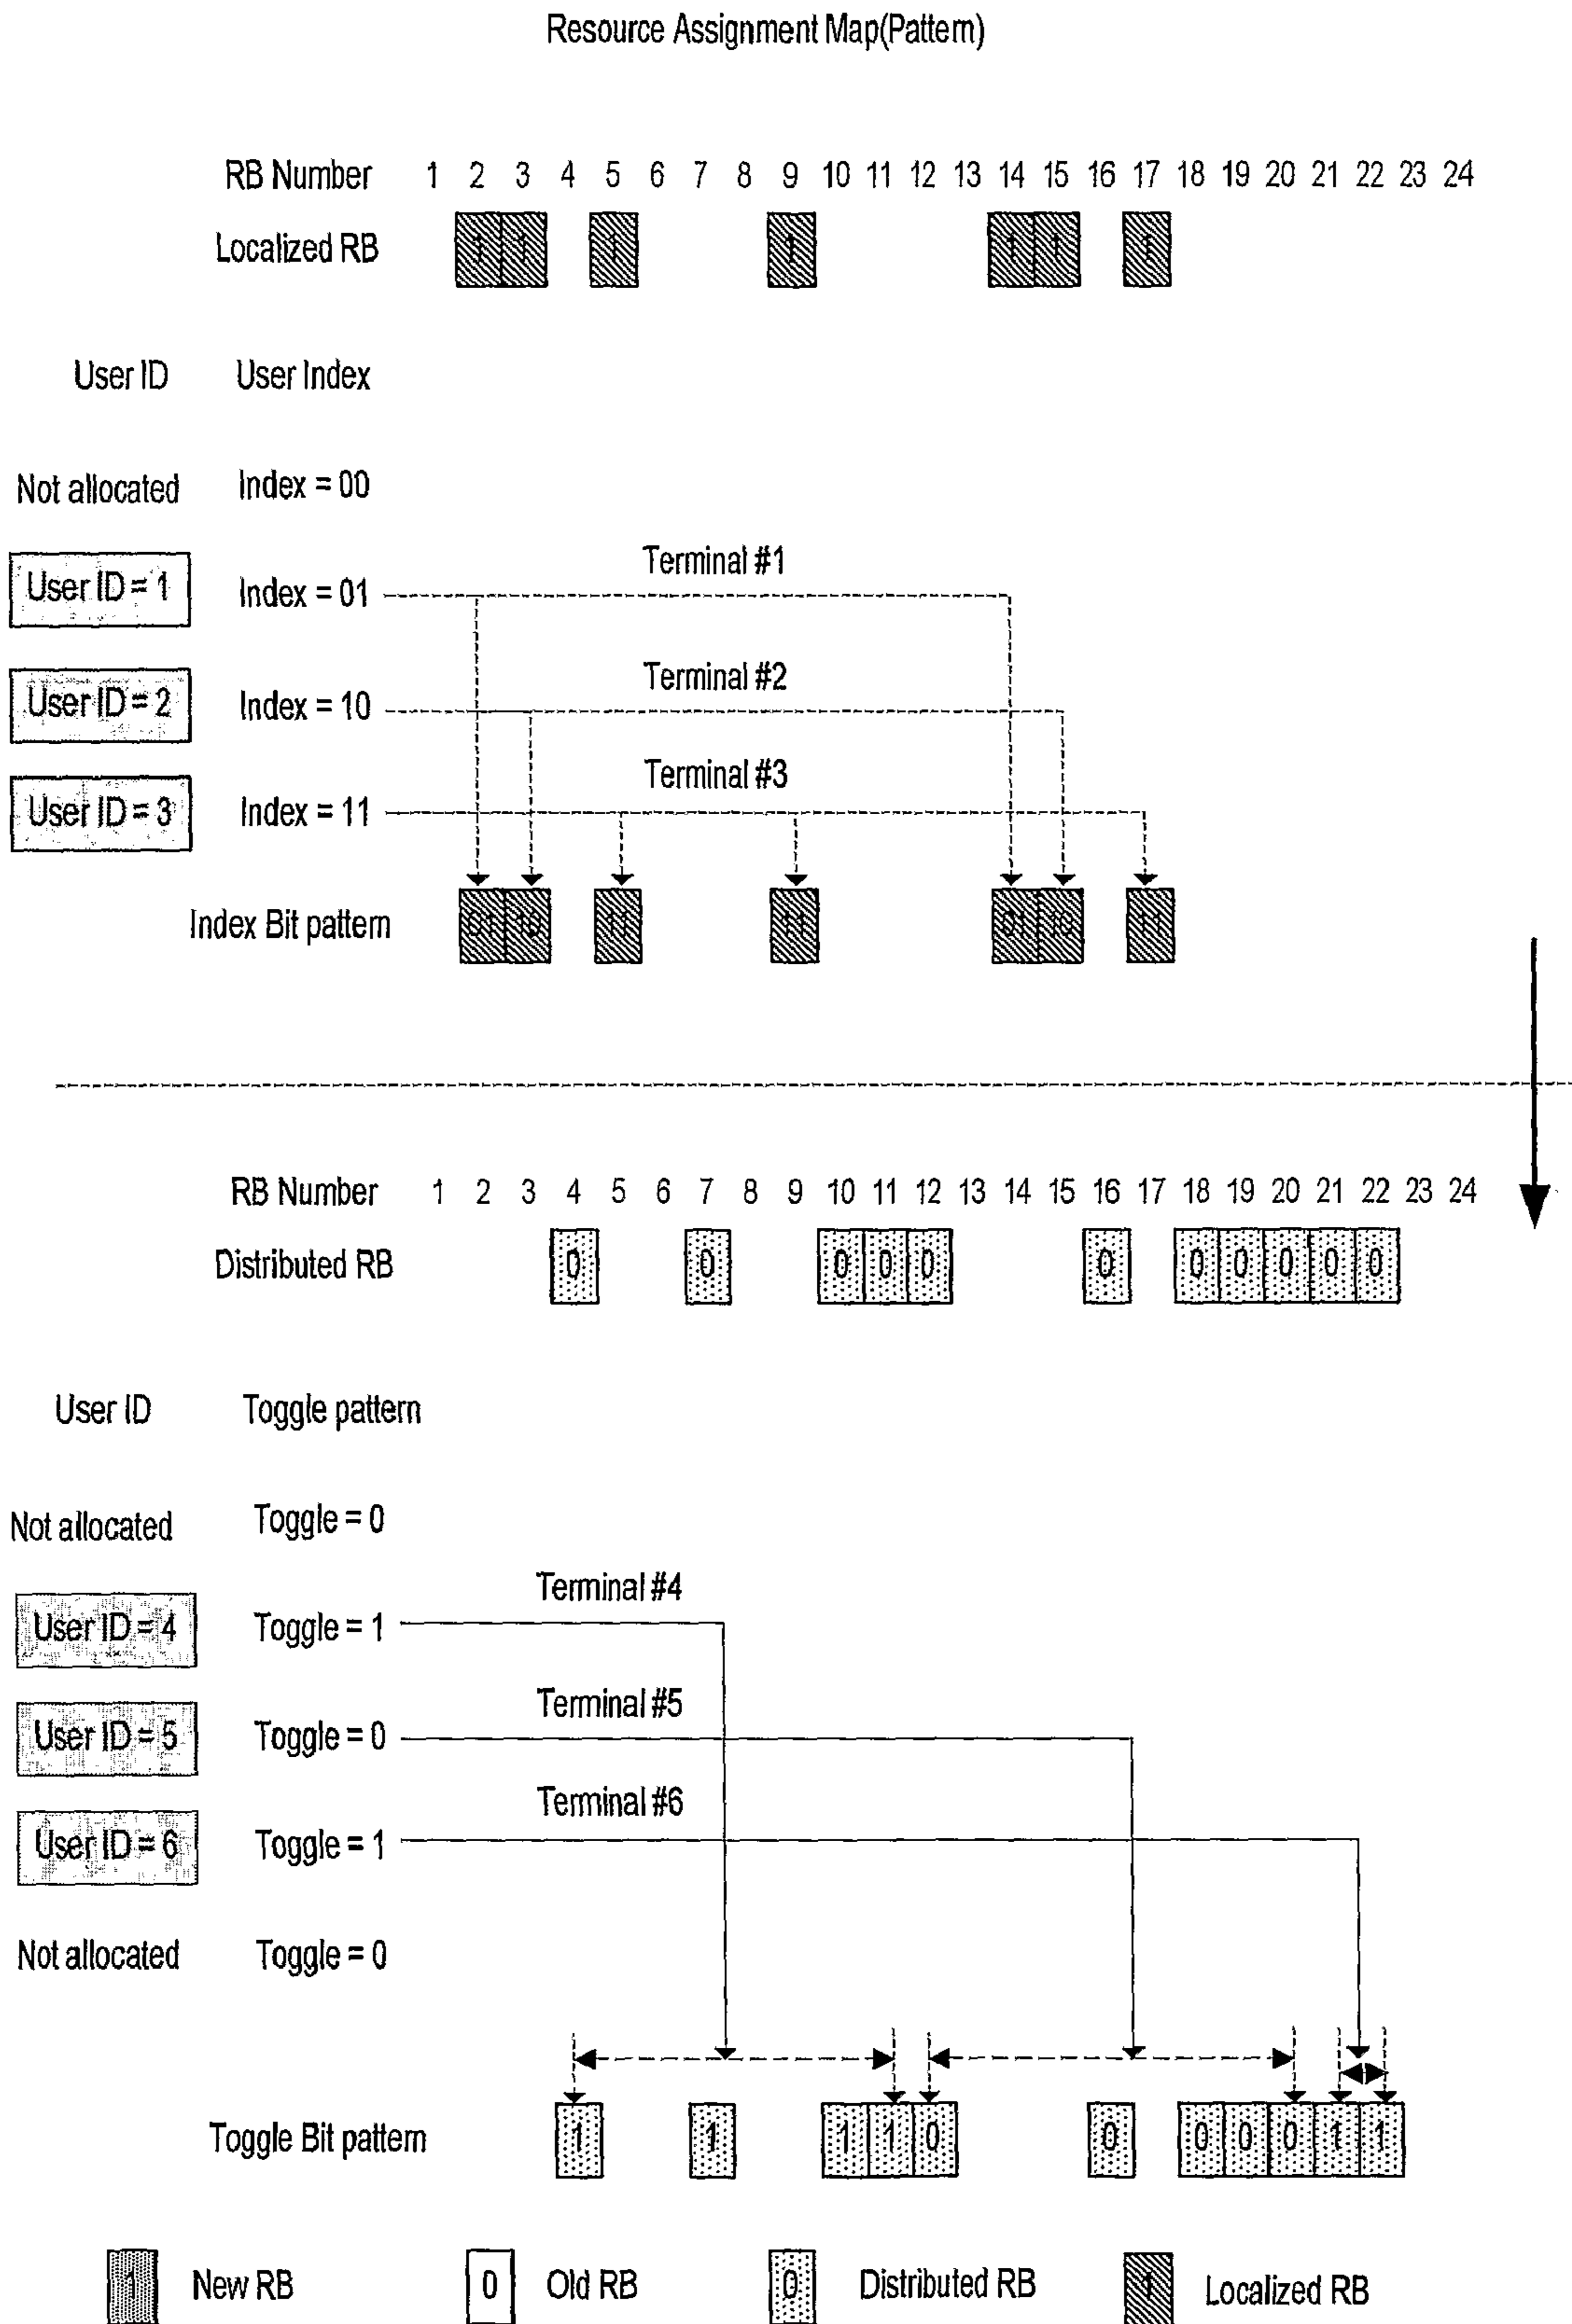 Resource Assignment Map(Pattern)
RB Number 1 2 3 4 5 6 7 8 9 10 11 12 13 14 15 16 17 18 19 20 21 22 23 24
Localized RB 1 1 1 1 1 1 1
User ID User Index
Not allocated Index = 00
Terminal #1
User ID = 1 Index = 01
Terminal #2
User ID = 2 Index = 10
Terminal #3
User ID = 3 Index = 11
Index Bit pattern 01 10 11 11 01 10 11
RB Number 1 2 3 4 5 6 7 8 9 10 11 12 13 14 15 16 17 18 19 20 21 22 23 24
Distributed RB 0 0 0 0 0 0 0 0 0 0 0
User ID Toggle pattern
Not allocated Toggle = 0
Terminal #4
User ID = 4 Toggle = 1
Terminal #5
User ID = 5 Toggle = 0
Terminal #6
User ID = 6 Toggle = 1
Not allocated Toggle = 0
Toggle Bit pattern 1 1 1 1 0 0 0 0 0 1 1
1 New RB 0 Old RB 0 Distributed RB 1 Localized RB